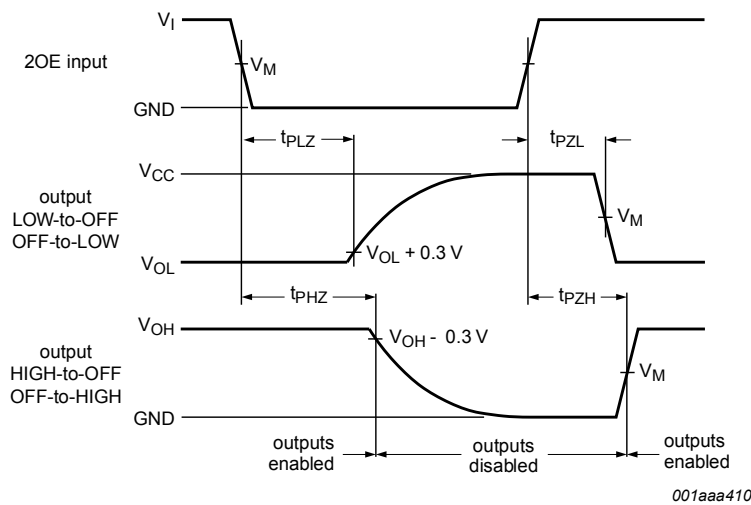 V_I
2OE input
V_M
GND
t_PLZ
t_PZL
V_CC
output
LOW-to-OFF
OFF-to-LOW
V_M
V_OL + 0.3 V
V_OL
t_PHZ
t_PZH
V_OH
V_OH - 0.3 V
output
HIGH-to-OFF
OFF-to-HIGH
V_M
GND
outputs
enabled
outputs
disabled
outputs
enabled
001aaa410